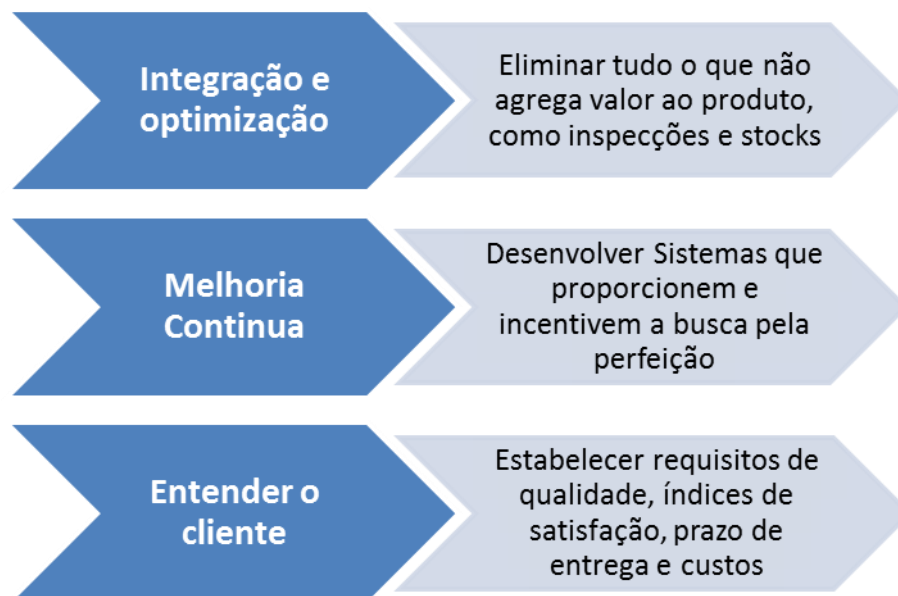 Integração e
optimização
Eliminar tudo o que não
agrega valor ao produto,
como inspecções e stocks
Melhoria
Continua
Desenvolver Sistemas que
proporcionem e
incentivem a busca pela
perfeição
Entender o
cliente
Estabelecer requisitos de
qualidade, índices de
satisfação, prazo de
entrega e custos